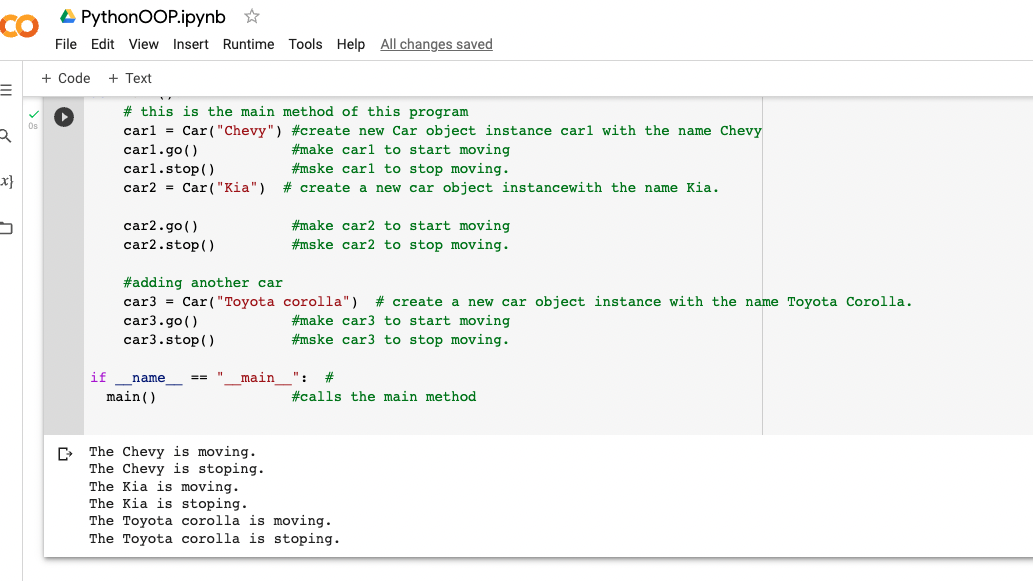 PythonOOP.ipynb
File Edit View Insert Runtime Tools Help All changes saved
+ Code + Text
# this is the main method of this program
0s
car1 = Car("Chevy") #create new Car object instance car1 with the name Chevy
car1.go() #make car1 to start moving
car1.stop() #mske car1 to stop moving.
car2 = Car("Kia") # create a new car object instancewith the name Kia.
car2.go() #make car2 to start moving
car2.stop() #mske car2 to stop moving.
#adding another car
car3 = Car("Toyota corolla") # create a new car object instance with the name Toyota Corolla.
car3.go() #make car3 to start moving
car3.stop() #mske car3 to stop moving.
if __name__ == "__main__": #
main() #calls the main method
The Chevy is moving.
The Chevy is stoping.
The Kia is moving.
The Kia is stoping.
The Toyota corolla is moving.
The Toyota corolla is stoping.